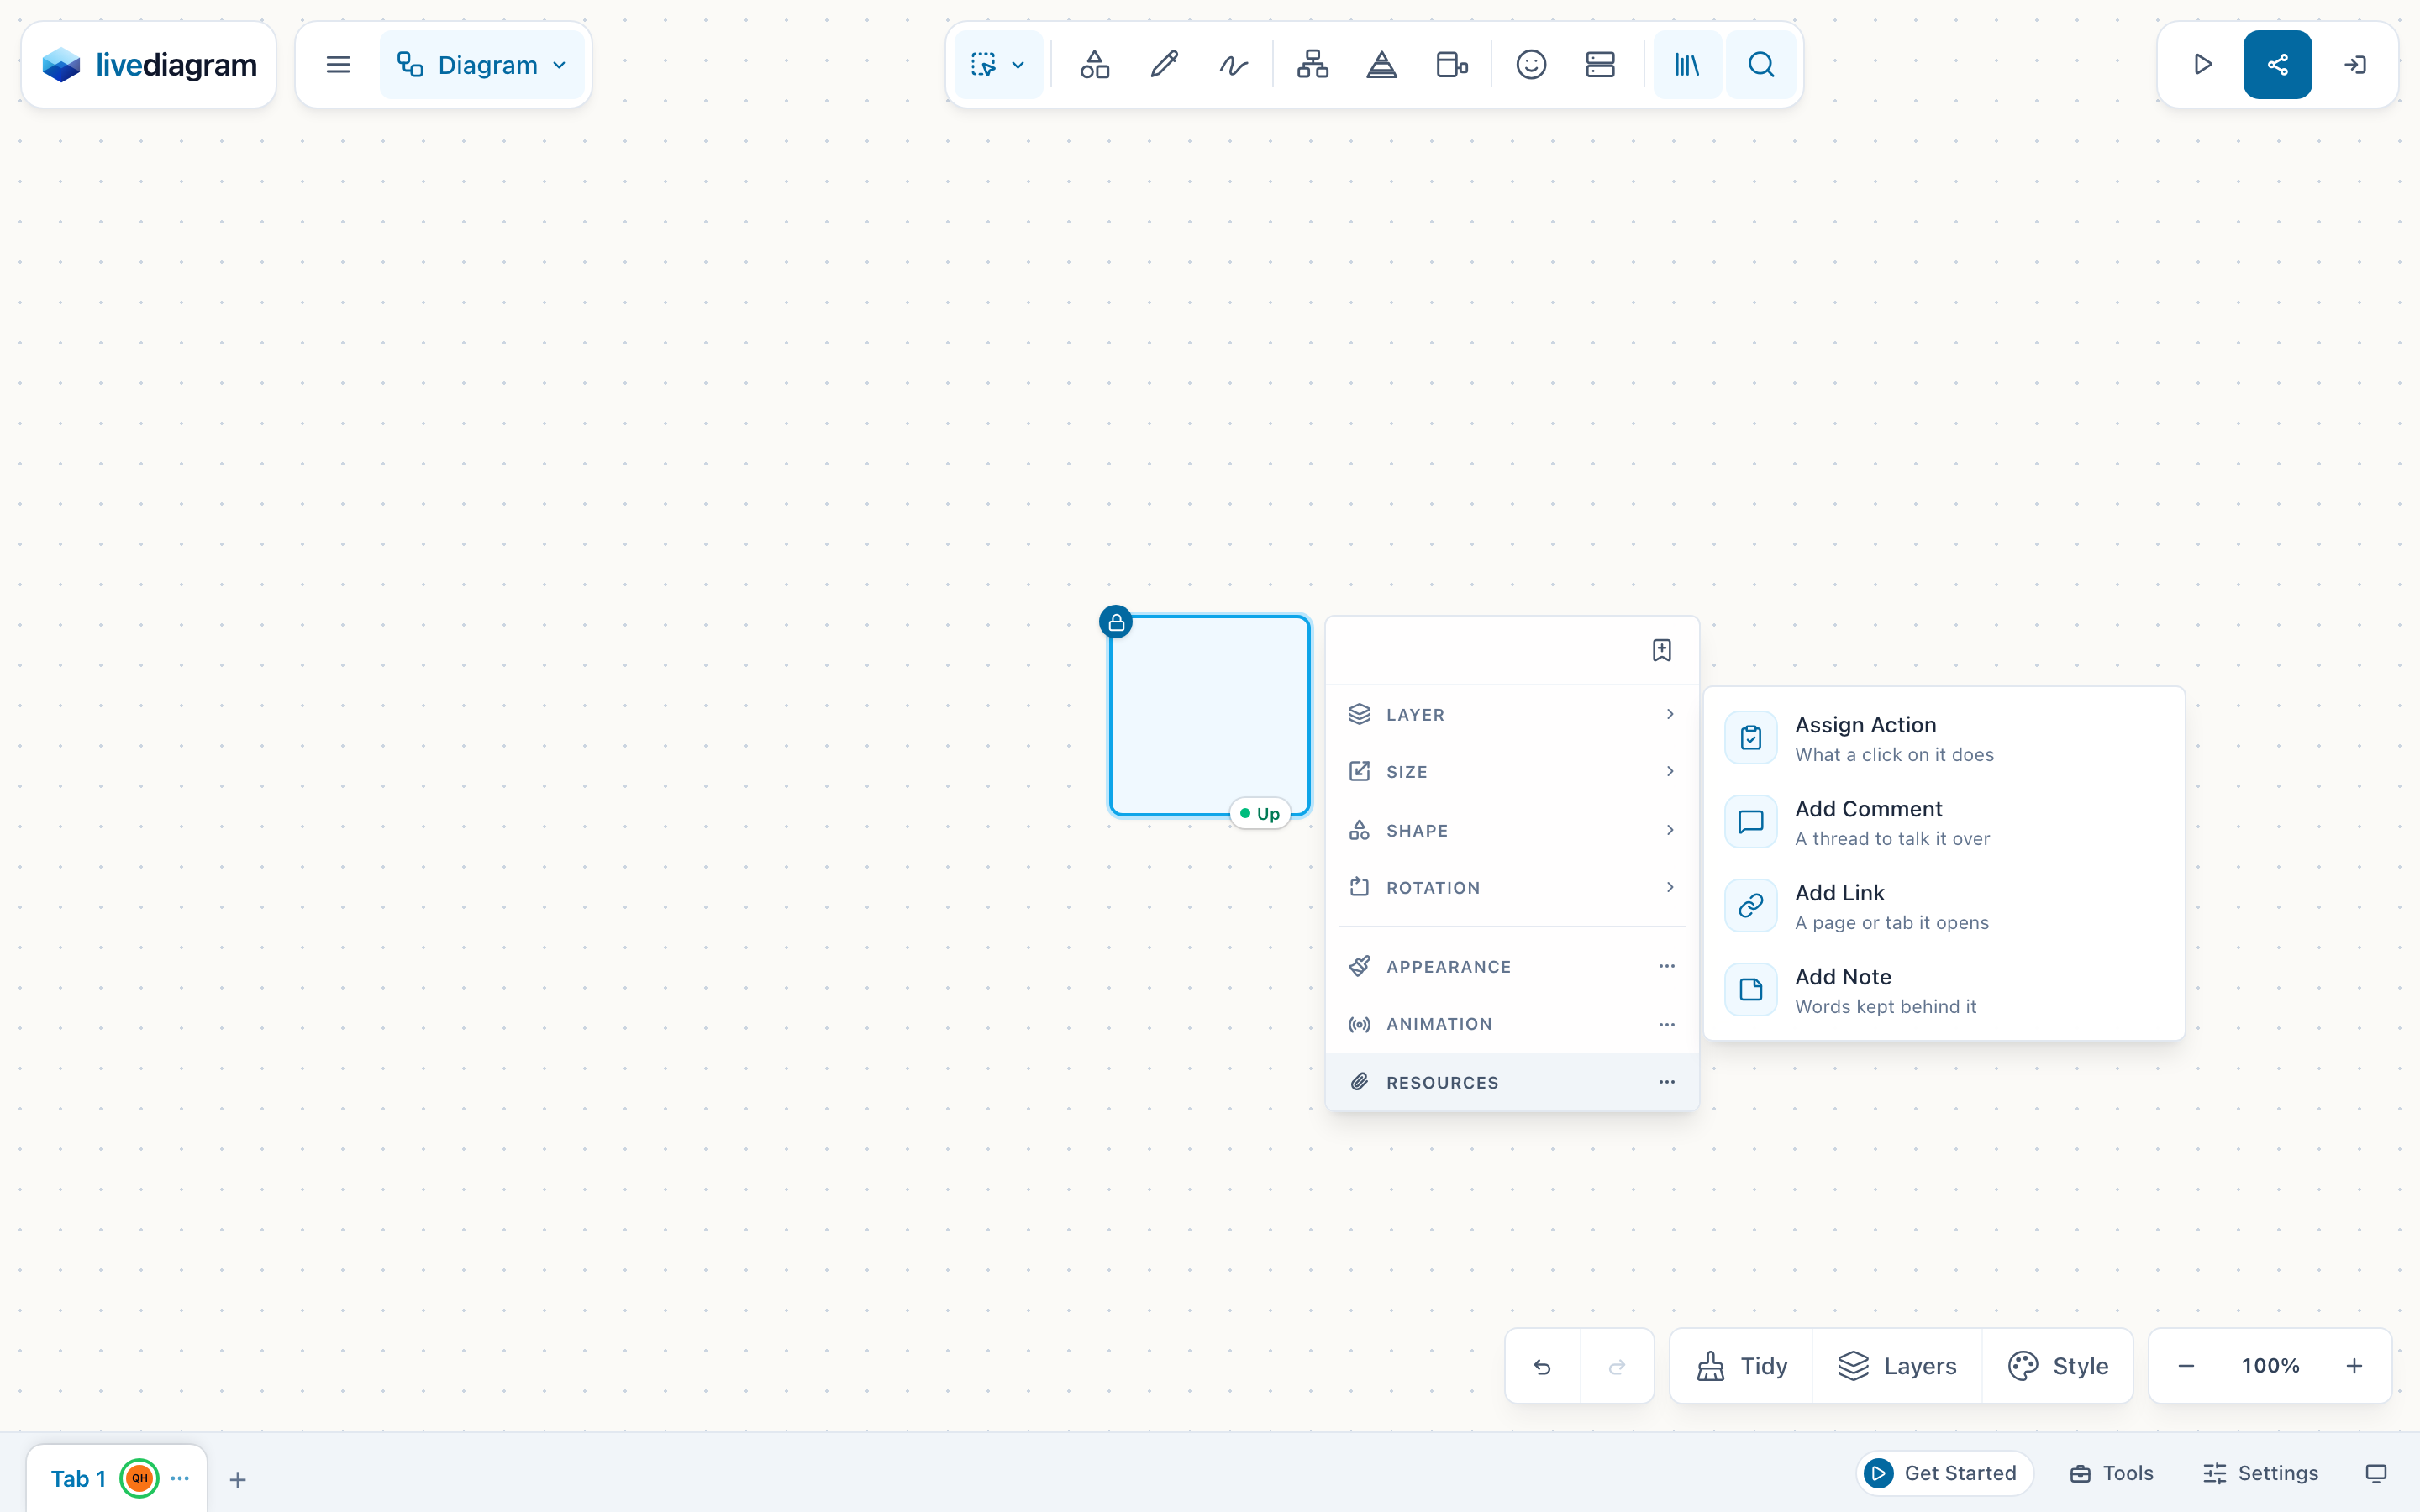 livediagram
Diagram
Up
LAYER
SIZE
SHAPE
ROTATION
APPEARANCE
ANIMATION
RESOURCES
Assign Action
What a click on it does
Add Comment
A thread to talk it over
Add Link
A page or tab it opens
Add Note
Words kept behind it
Tidy
Layers
Style
100%
Tab 1
QH
Get Started
Tools
Settings